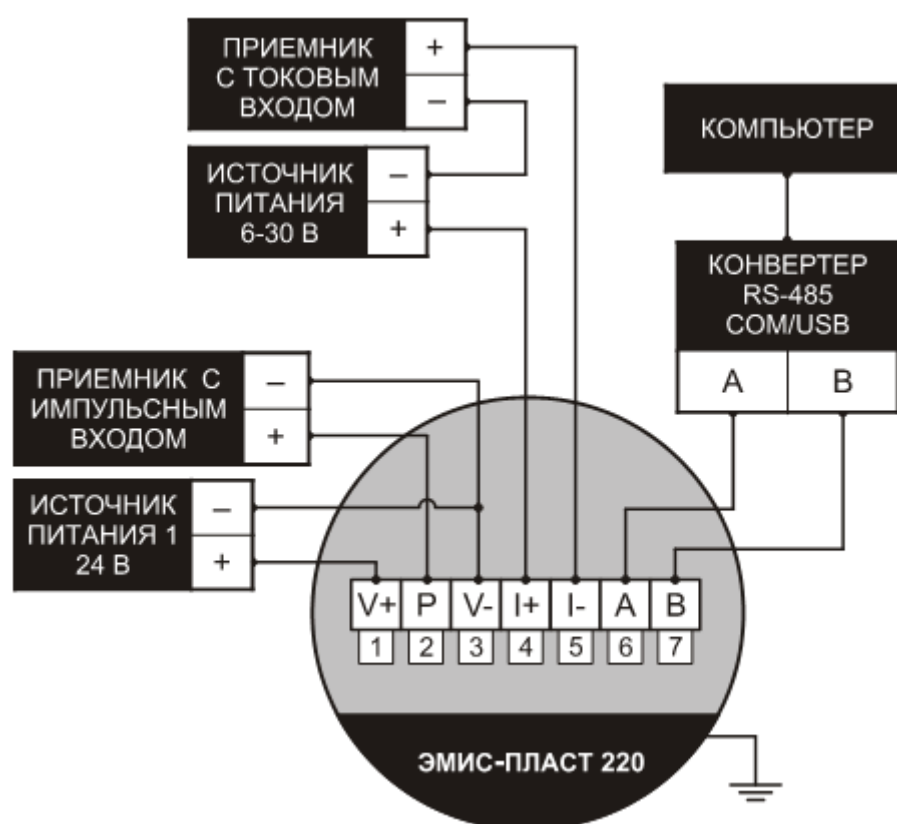 ПРИЕМНИК
С ТОКОВЫМ
ВХОДОМ
+
–
ИСТОЧНИК
ПИТАНИЯ
6-30 В
–
+
КОМПЬЮТЕР
КОНВЕРТЕР
RS-485
COM/USB
A B
ПРИЕМНИК С
ИМПУЛЬСНЫМ
ВХОДОМ
–
+
ИСТОЧНИК
ПИТАНИЯ 1
24 В
–
+
V+ P V- I+ I- A B
1 2 3 4 5 6 7
ЭМИС-ПЛАСТ 220